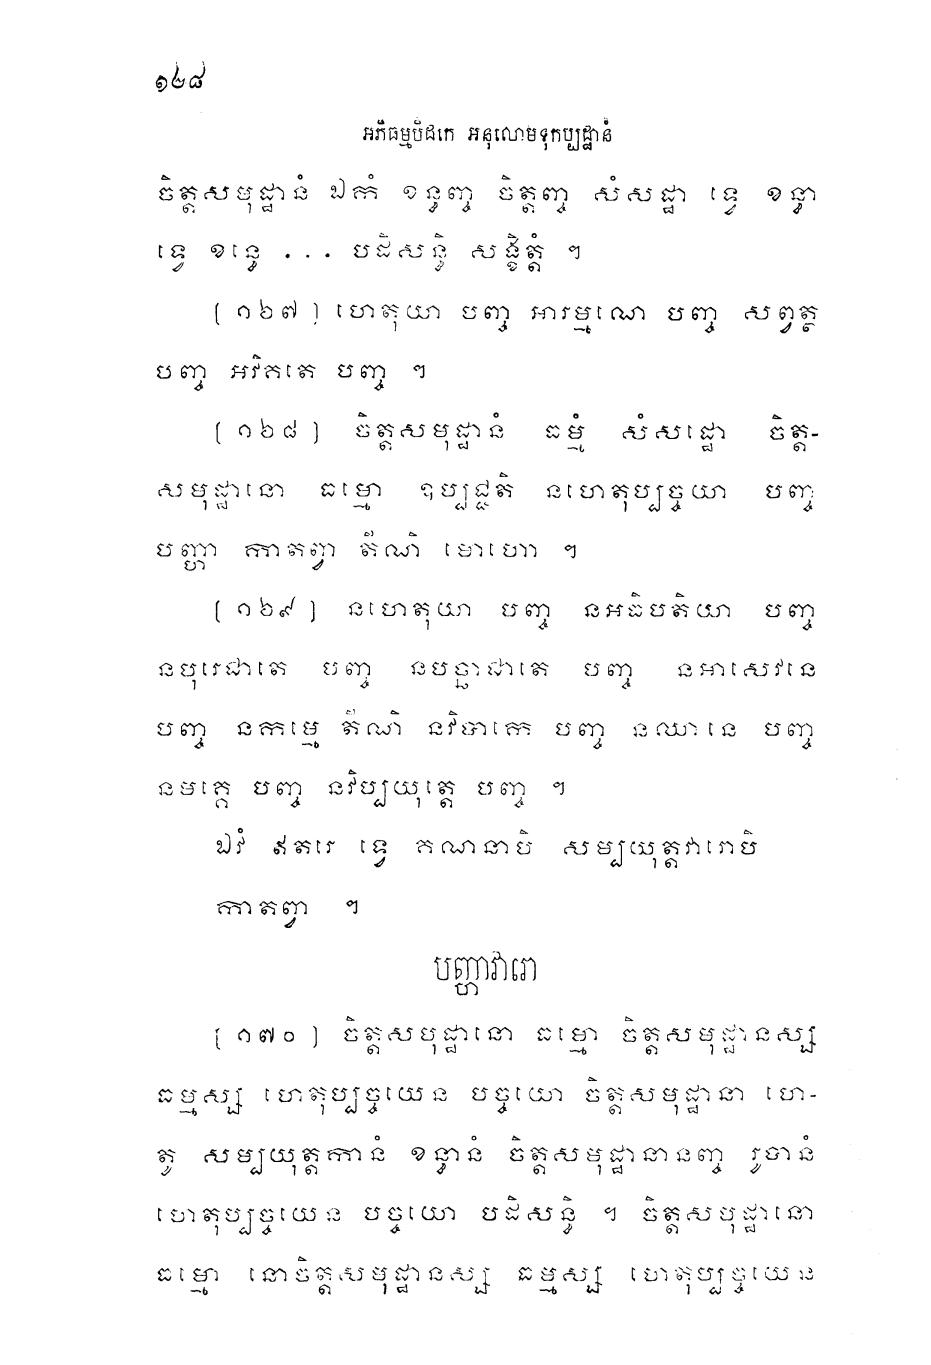 ១៤៨
អភិធម្មបិដកេ អនុលោមទុកប្បដ្ឋានំ
ចិត្តសមុដ្ឋានំ ឯកំ ខន្ធញ្ច ចិត្តញ្ច សំសដ្ឋា ទ្វេ ខន្ធា
ទ្វេ ខន្ធេ ... បដិសន្ធិ សង្ខិត្តំ ។
[១៦៧] ហេតុយា បញ្ច អារម្មណេ បញ្ច សព្វត្ថ
បញ្ច អវិគតេ បញ្ច ។
[១៦៨] ចិត្តសមុដ្ឋានំ ធម្មំ សំសដ្ឋោ ចិត្ត-
សមុដ្ឋានោ ធម្មោ ឧប្បជ្ជតិ នហេតុប្បច្ចយា បញ្ច
បញ្ហា កាតព្វា តីណិ មោហោ ។
[១៦៩] នហេតុយា បញ្ច នអធិបតិយា បញ្ច
នបុរេជាតេ បញ្ច នបច្ឆាជាតេ បញ្ច នអាសេវនេ
បញ្ច នកម្មេ តីណិ នវិបាកេ បញ្ច នឈានេ បញ្ច
នមគ្គេ បញ្ច នវិប្បយុត្តេ បញ្ច ។
ឯវំ ឥតរេ ទ្វេ គណនាបិ សម្បយុត្តវារោបិ
កាតព្វា ។
បញ្ហាវារោ
[១៧០] ចិត្តសមុដ្ឋានោ ធម្មោ ចិត្តសមុដ្ឋានស្ស
ធម្មស្ស ហេតុប្បច្ចយេន បច្ចយោ ចិត្តសមុដ្ឋានា ហេ-
តូ សម្បយុត្តកានំ ខន្ធានំ ចិត្តសមុដ្ឋានានញ្ច រូបានំ
ហេតុប្បច្ចយេន បច្ចយោ បដិសន្ធិ ។ ចិត្តសមុដ្ឋានោ
ធម្មោ នោចិត្តសមុដ្ឋានស្ស ធម្មស្ស ហេតុប្បច្ចយេន